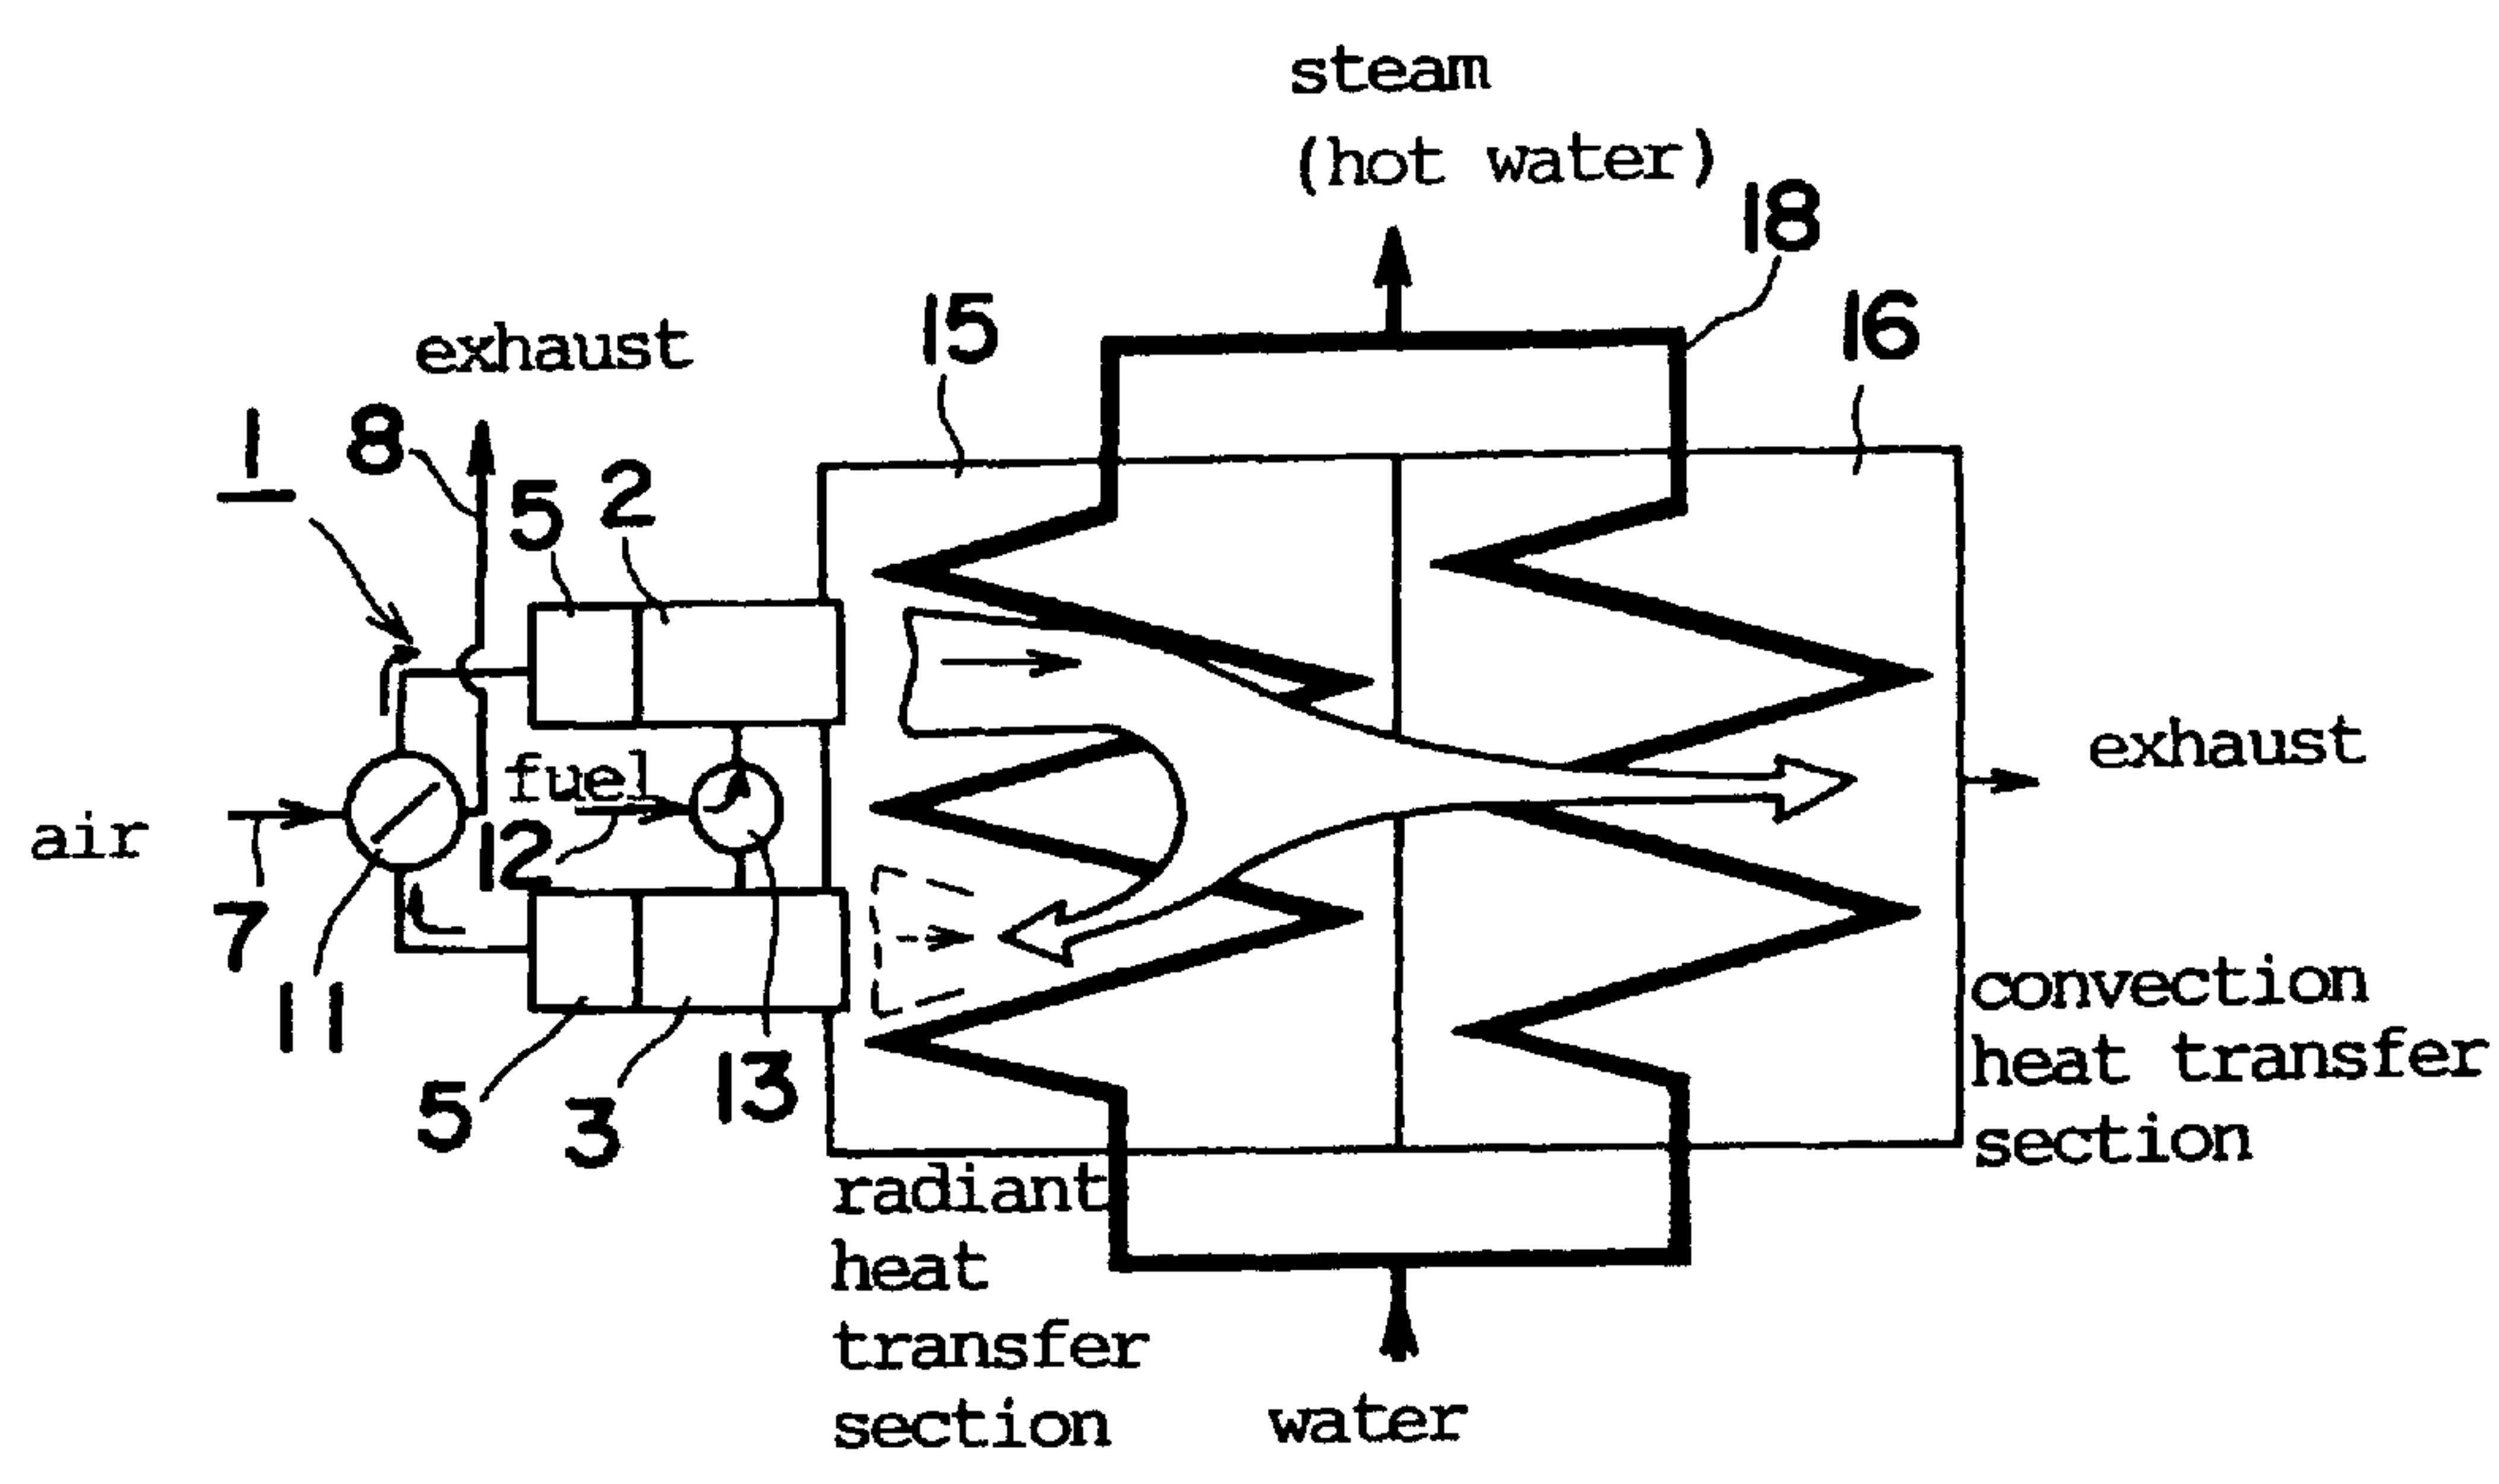 steam
(hot water)
18
15
16
exhaust
1
8
5
2
fuel
exhaust
air
12
7
11
convection
heat transfer
section
5
3
13
radiant
heat
transfer
section
water